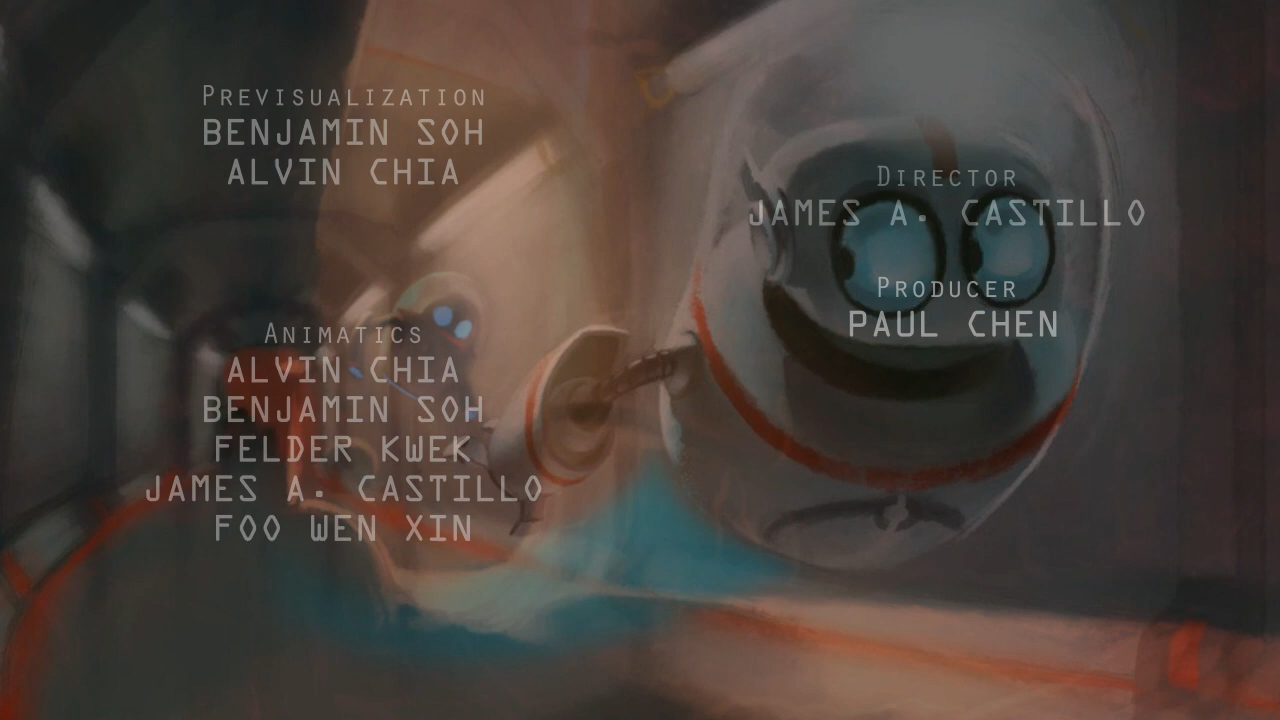 Previsualization
BENJAMIN SOH
ALVIN CHIA
Animatics
ALVIN CHIA
BENJAMIN SOH
FELDER KWEK
JAMES A. CASTILLO
FOO WEN XIN
Director
JAMES A. CASTILLO
Producer
PAUL CHEN